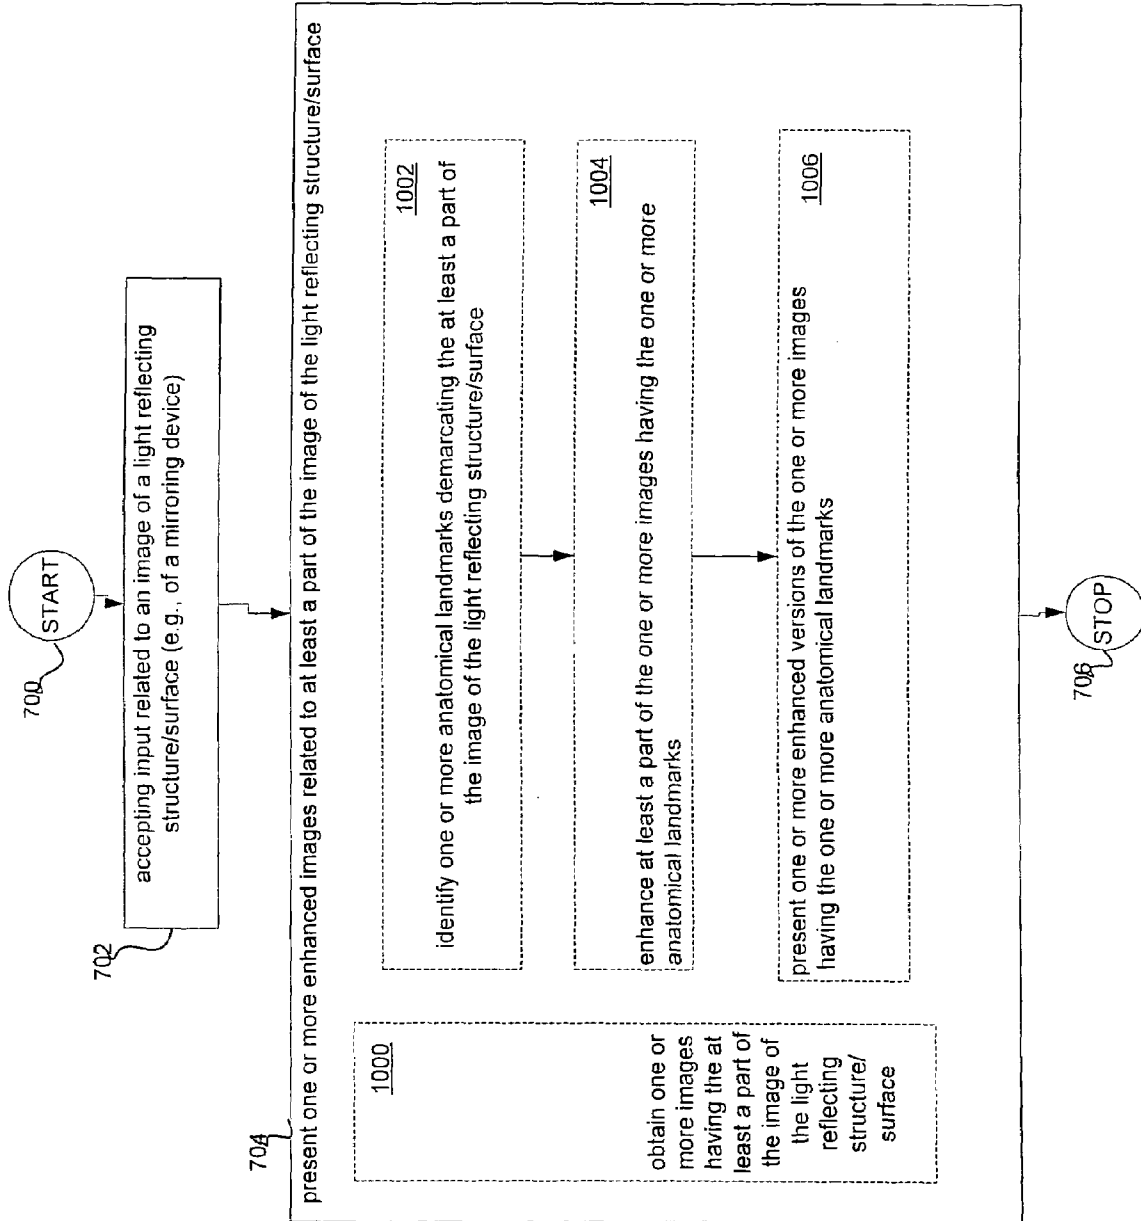 700
START
702
accepting input related to an image of a light reflecting
structure/surface (e.g., of a mirroring device)
704
present one or more enhanced images related to at least a part of the image of the light reflecting structure/surface
1000
obtain one or
more images
having the at
least a part of
the image of
the light
reflecting
structure/
surface
1002
identify one or more anatomical landmarks demarcating the at least a part of
the image of the light reflecting structure/surface
1004
enhance at least a part of the one or more images having the one or more
anatomical landmarks
1006
present one or more enhanced versions of the one or more images
having the one or more anatomical landmarks
706
STOP